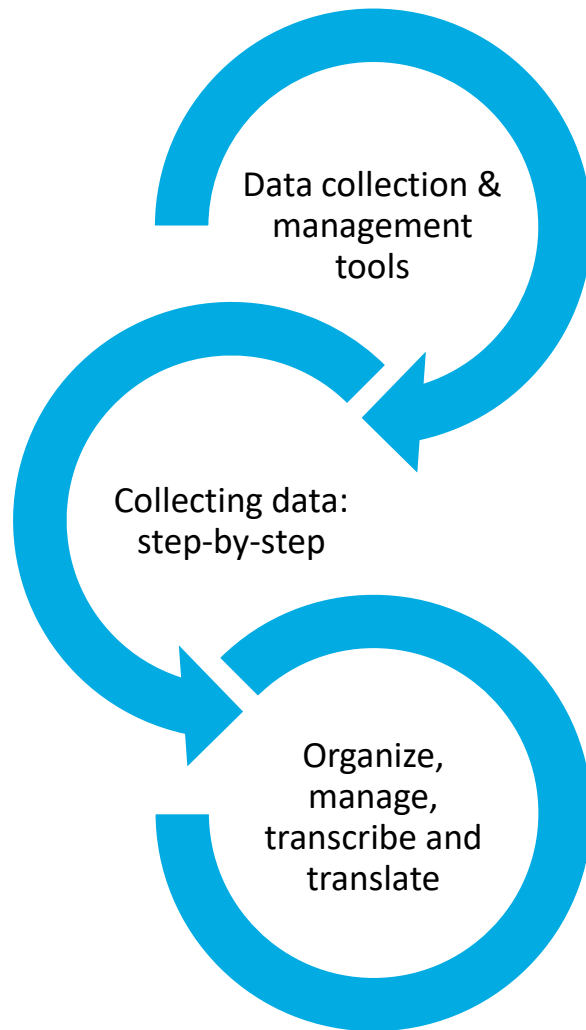 Data collection &
management
tools
Collecting data:
step-by-step
Organize,
manage,
transcribe and
translate